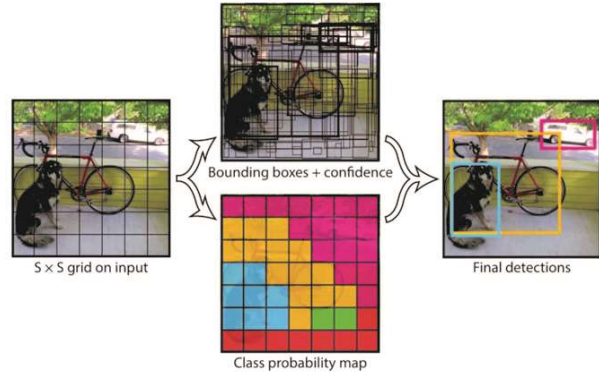 Bounding boxes + confidence
S × S grid on input
Final detections
Class probability map